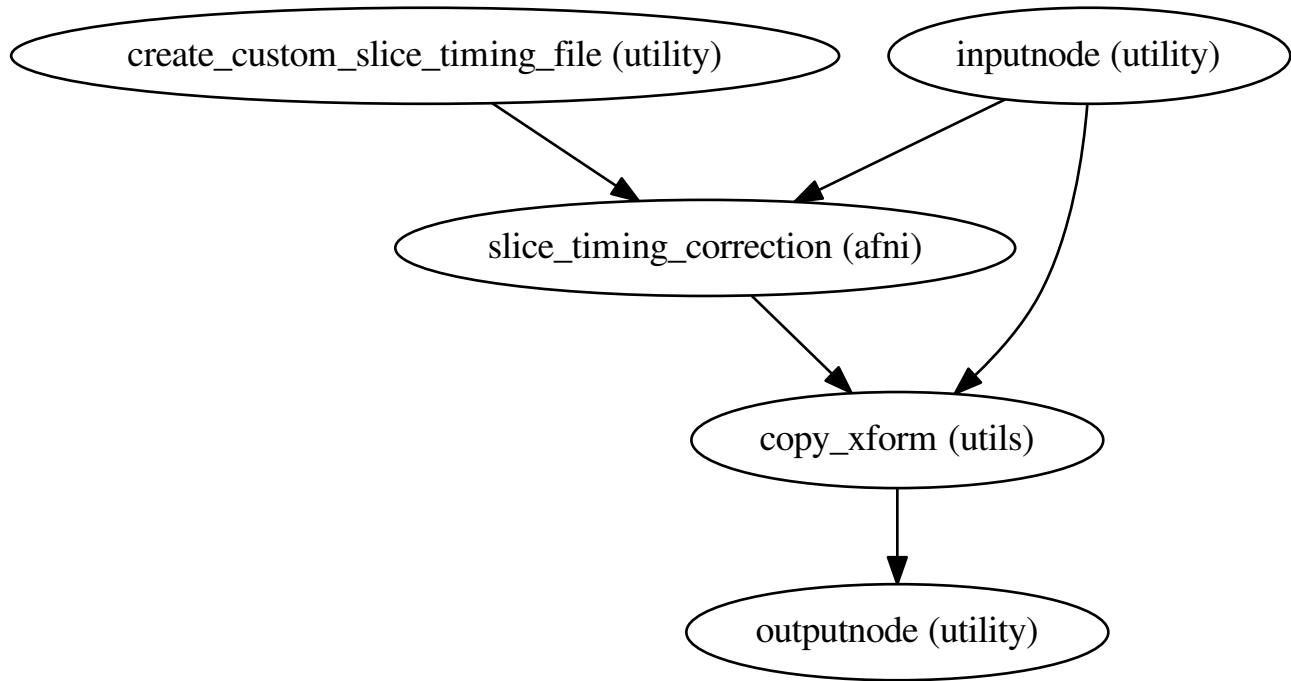 create_custom_slice_timing_file (utility)
inputnode (utility)
slice_timing_correction (afni)
copy_xform (utils)
outputnode (utility)